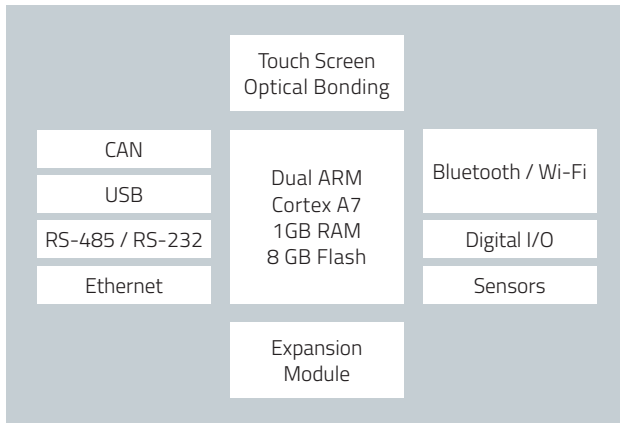 Touch Screen
Optical Bonding
CAN
USB
RS-485 / RS-232
Ethernet
Dual ARM
Cortex A7
1GB RAM
8 GB Flash
Bluetooth / Wi-Fi
Digital I/O
Sensors
Expansion
Module